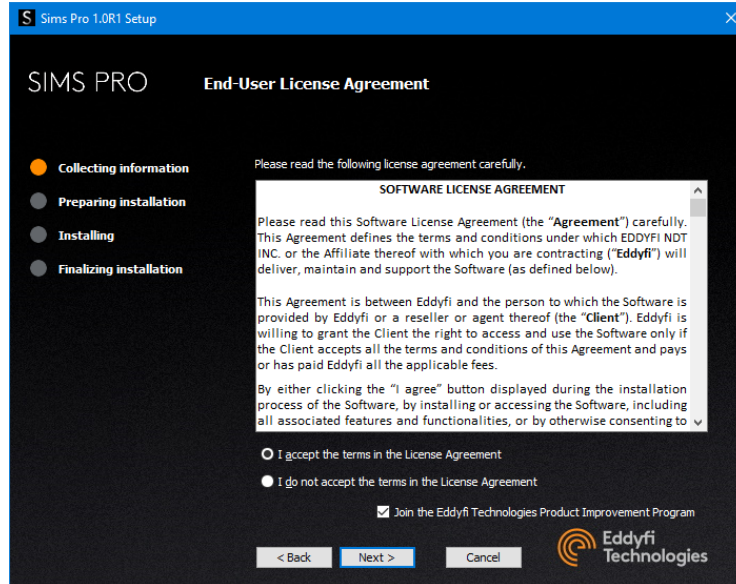 S Sims Pro 1.0R1 Setup
SIMS PRO
End-User License Agreement
Collecting information
Preparing installation
Installing
Finalizing installation
Please read the following license agreement carefully.
SOFTWARE LICENSE AGREEMENT
Please read this Software License Agreement (the “Agreement”) carefully.
This Agreement defines the terms and conditions under which EDDYFI NDT
INC. or the Affiliate thereof with which you are contracting (“Eddyfi”) will
deliver, maintain and support the Software (as defined below).
This Agreement is between Eddyfi and the person to which the Software is
provided by Eddyfi or a reseller or agent thereof (the “Client”). Eddyfi is
willing to grant the Client the right to access and use the Software only if
the Client accepts all the terms and conditions of this Agreement and pays
or has paid Eddyfi all the applicable fees.
By either clicking the “I agree” button displayed during the installation
process of the Software, by installing or accessing the Software, including
all associated features and functionalities, or by otherwise consenting to
I accept the terms in the License Agreement
I do not accept the terms in the License Agreement
Join the Eddyfi Technologies Product Improvement Program
< Back
Next >
Cancel
Eddyfi
Technologies